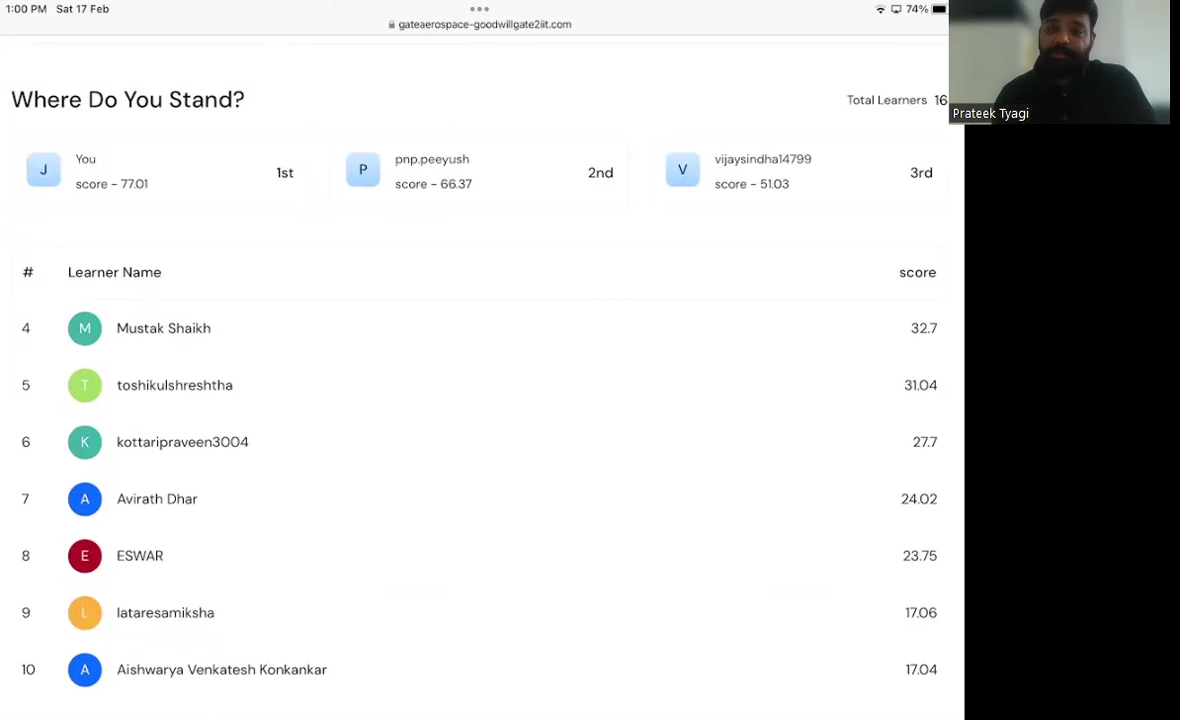 1:00 PM Sat 17 Feb
74%
gateaerospace-goodwillgate2iit.com
Prateek Tyagi
Where Do You Stand?
Total Learners 16
J
You
score - 77.01
1st
P
pnp.peeyush
score - 66.37
2nd
V
vijaysindha14799
score - 51.03
3rd
# Learner Name score
4 M Mustak Shaikh 32.7
5 T toshikulshreshtha 31.04
6 K kottaripraveen3004 27.7
7 A Avirath Dhar 24.02
8 E ESWAR 23.75
9 L lataresamiksha 17.06
10 A Aishwarya Venkatesh Konkankar 17.04